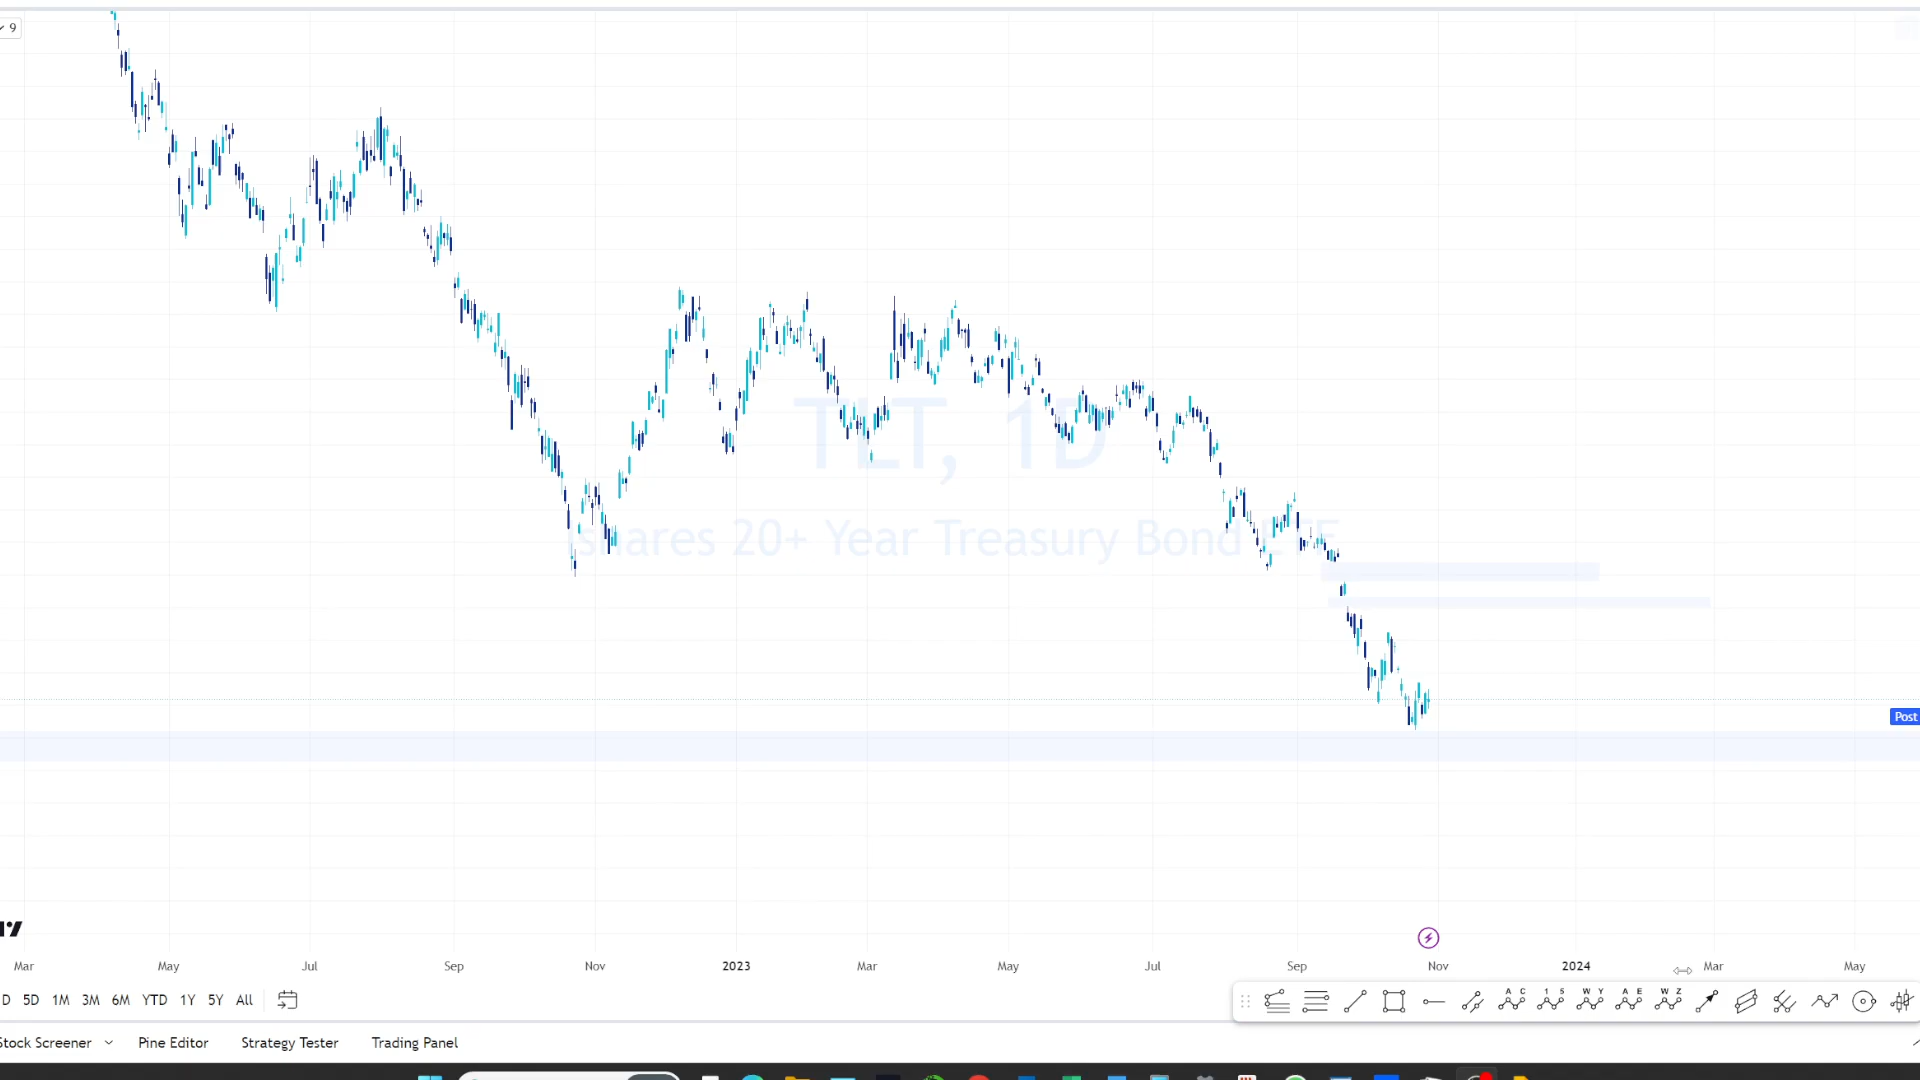 9
TLT, 1D
ishares 20+ Year Treasury Bond ETF
Post
Mar May Jul Sep Nov 2023 Mar May Jul Sep Nov 2024 Mar May
D 5D 1M 3M 6M YTD 1Y 5Y All
A C 1 5 W Y A E W Z
Stock Screener Pine Editor Strategy Tester Trading Panel